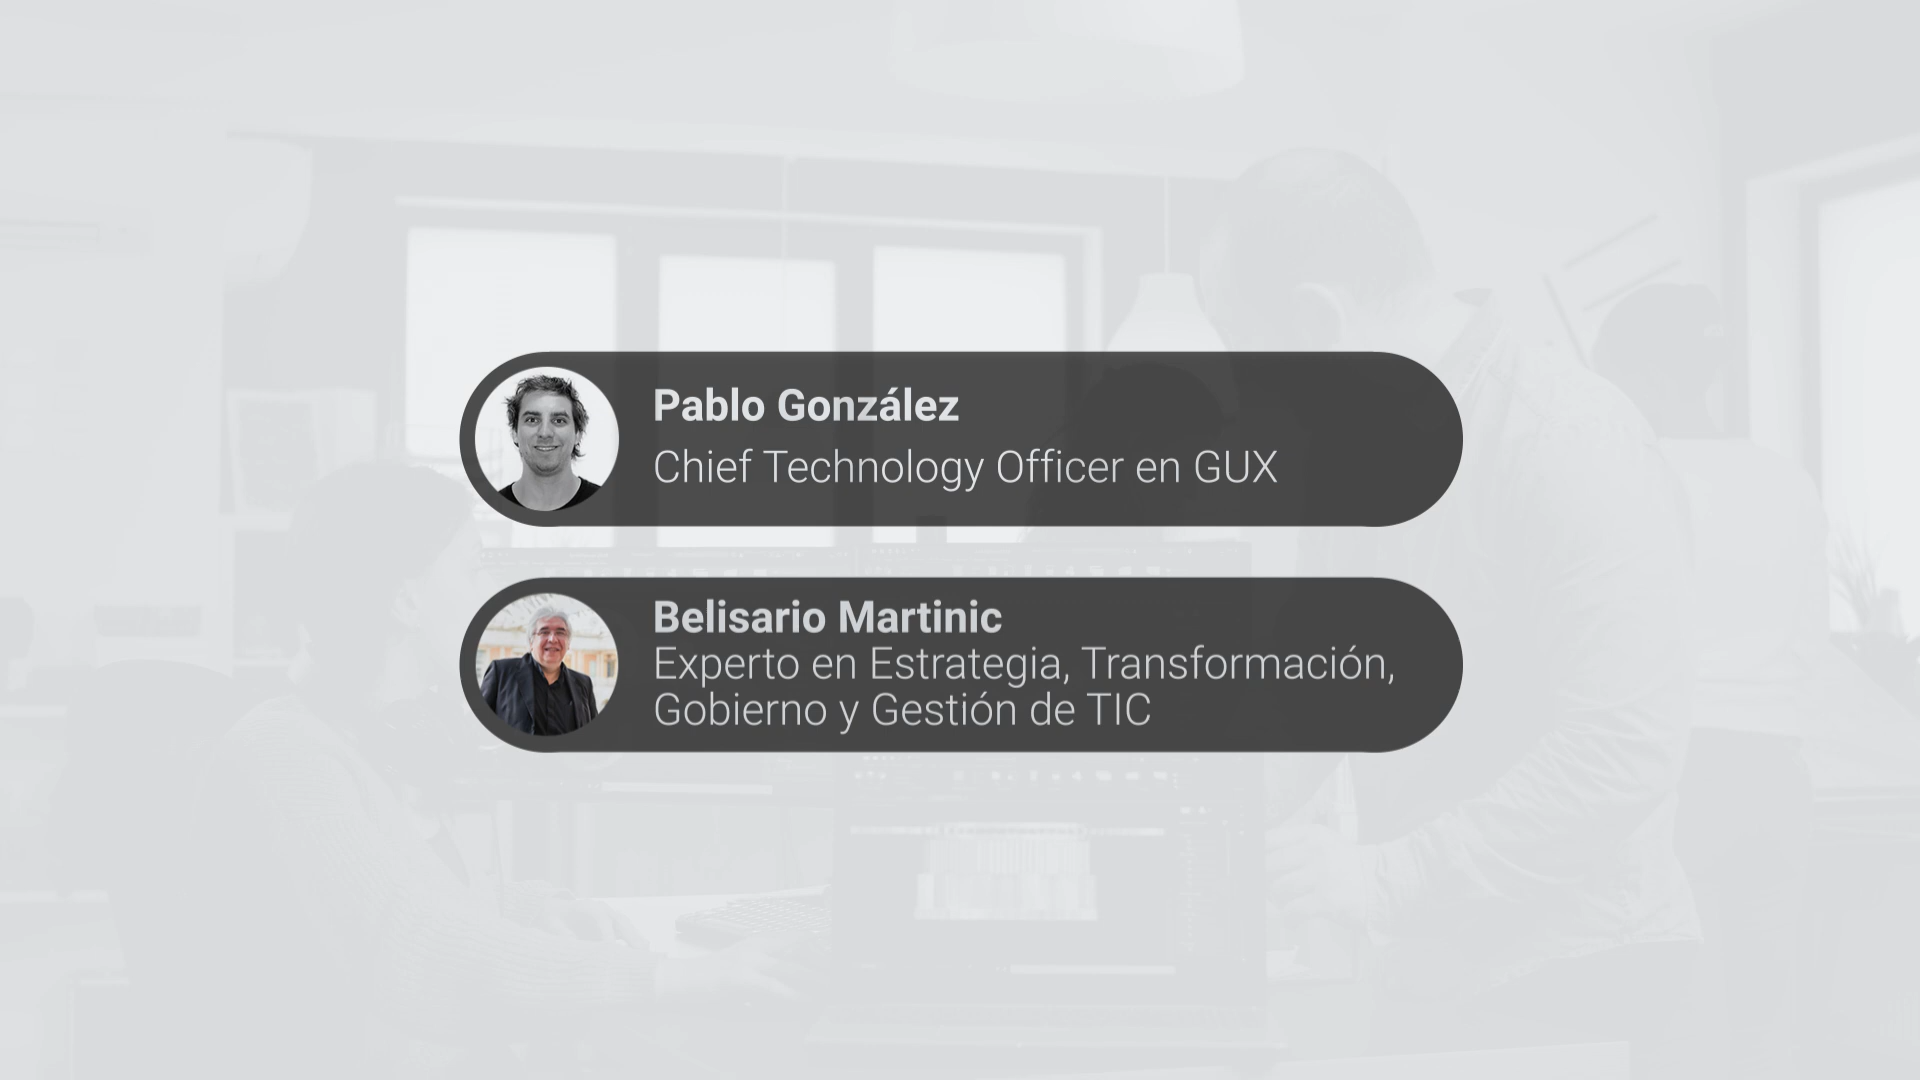 Pablo González
Chief Technology Officer en GUX
Belisario Martinic
Experto en Estrategia, Transformación,
Gobierno y Gestión de TIC